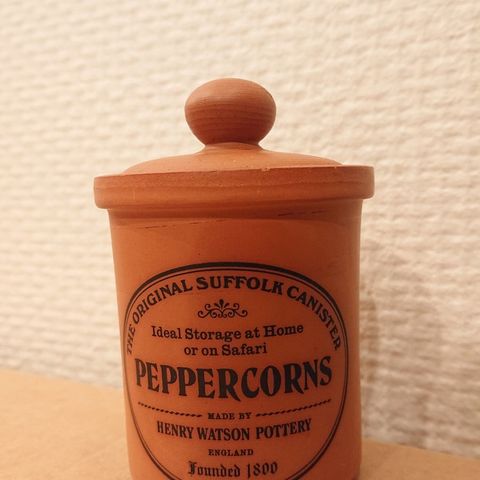 THE ORIGINAL SUFFOLK CANISTER
Ideal Storage at Home
or on Safari
PEPPERCORNS
MADE BY
HENRY WATSON POTTERY
ENGLAND
Founded 1800